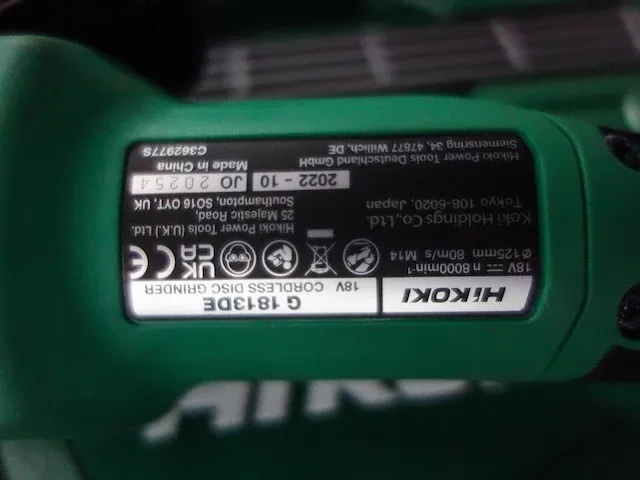 HiKOKI
G 1813DE
18V CORDLESS DISC GRINDER
18V ⎓ n 8000min⁻¹
Ø125mm 80m/s M14
CE
UK
CA
Koki Holdings Co., Ltd.
Tokyo 108-6020, Japan
Hikoki Power Tools (U.K.) Ltd.
25 Majestic Road,
Southampton, SO16 0YT, UK
2022 - 10
JO 20254
Hikoki Power Tools Deutschland GmbH
Siemensring 34, 47877 Willich, DE
Made in China
C3629775
HIKO